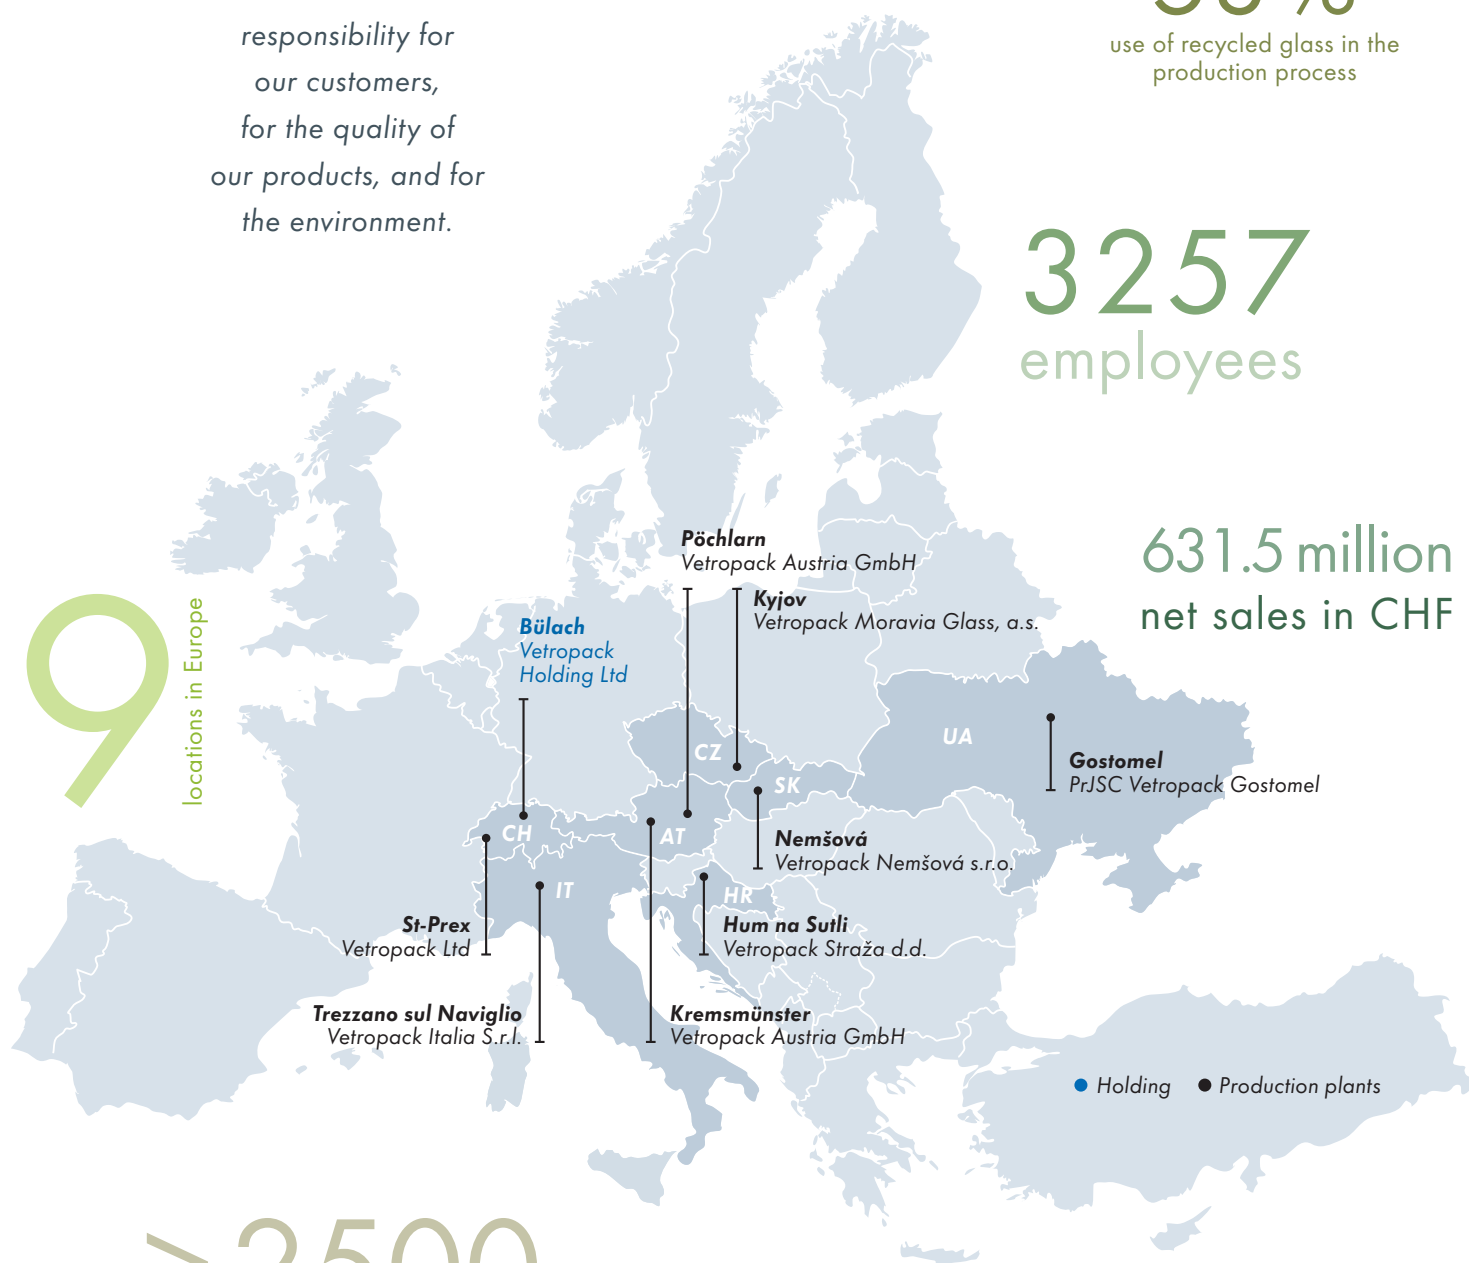 responsibility for
our customers,
for the quality of
our products, and for
the environment.
use of recycled glass in the
production process
3257
employees
631.5 million
net sales in CHF
9
locations in Europe
Pöchlarn
Vetropack Austria GmbH
Kyjov
Vetropack Moravia Glass, a.s.
Bülach
Vetropack
Holding Ltd
CZ
UA
SK
Gostomel
PrJSC Vetropack Gostomel
CH
AT
Nemšová
Vetropack Nemšová s.r.o.
IT
HR
St-Prex
Vetropack Ltd
Hum na Sutli
Vetropack Straža d.d.
Trezzano sul Naviglio
Vetropack Italia S.r.l.
Kremsmünster
Vetropack Austria GmbH
Holding
Production plants
>2500